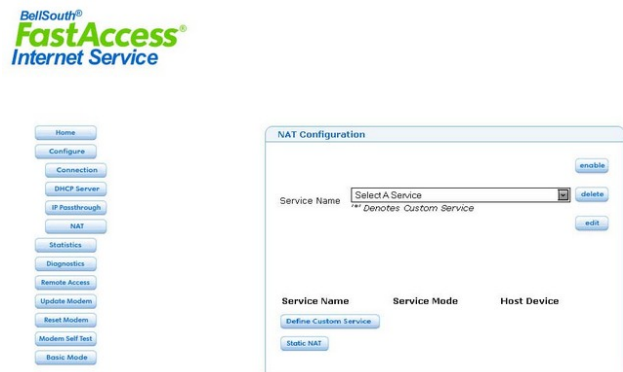 BellSouth®
FastAccess®
Internet Service
Home
Configure
Connection
DHCP Server
IP Passthrough
NAT
Statistics
Diagnostics
Remote Access
Update Modem
Reset Modem
Modem Self Test
Basic Mode
NAT Configuration
enable
Service Name Select A Service delete
"*" Denotes Custom Service
edit
Service Name Service Mode Host Device
Define Custom Service
Static NAT